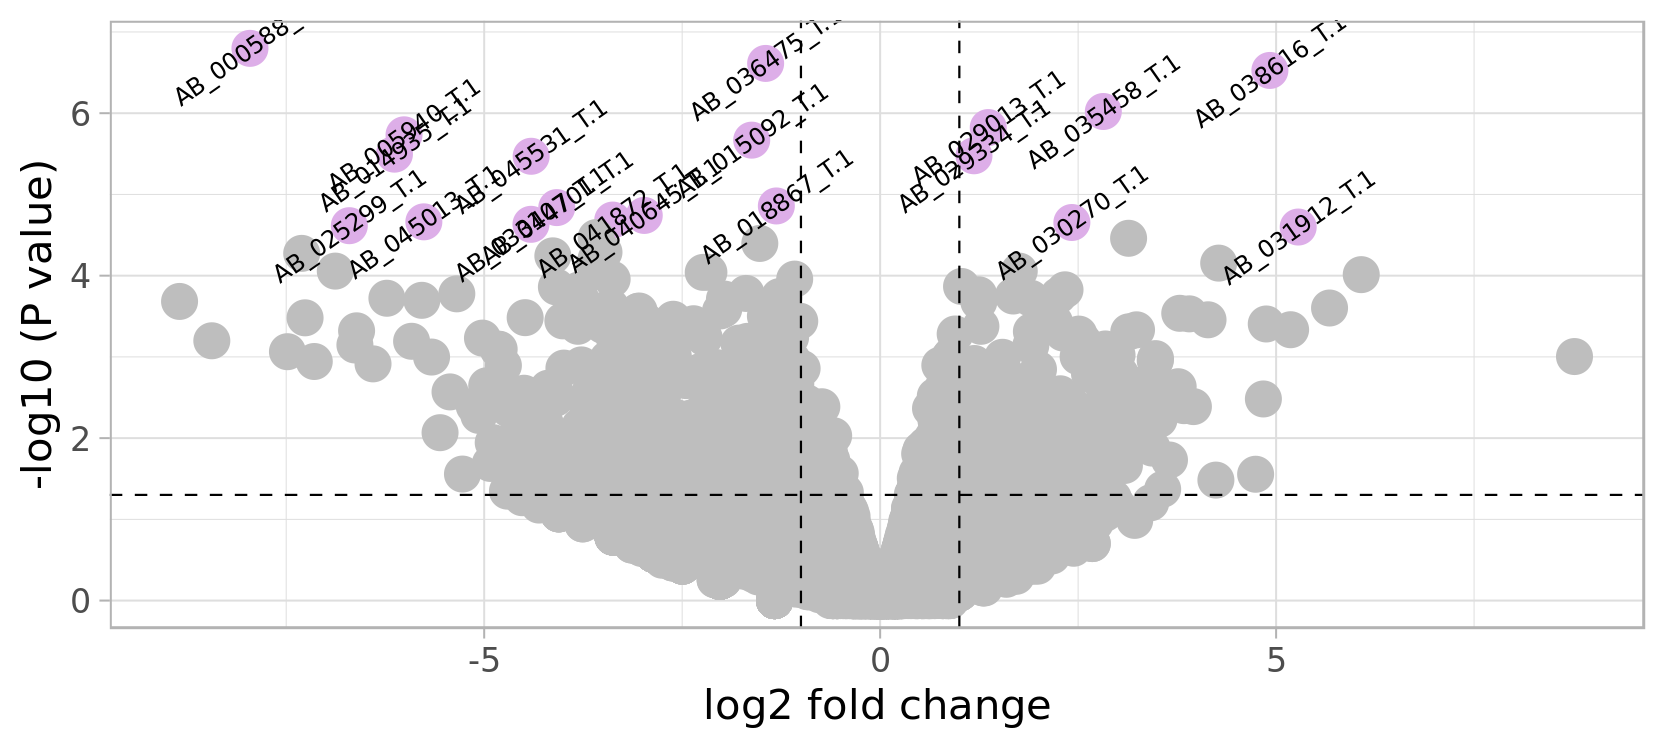 AB_000588_
AB_036475_T.1
AB_038616_T.1
AB_005940_T.1
AB_014935_T.1
AB_045531_T.1
AB_015092_T.1
AB_029013_T.1
AB_029334_T.1
AB_035458_T.1
AB_025299_T.1
AB_045013_T.1
AB_041872_T.1
AB_040645_T.1
AB_018867_T.1
AB_030270_T.1
AB_031912_T.1
6
4
2
0
-5
0
5
-log10 (P value)
log2 fold change